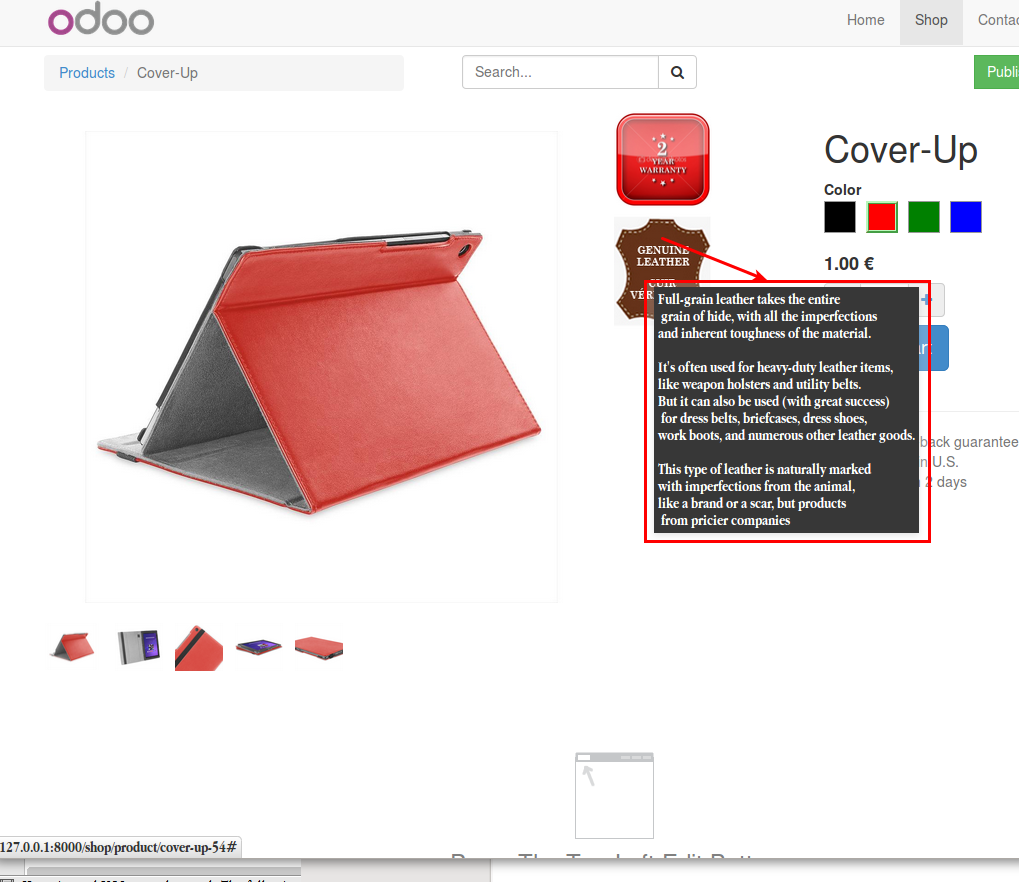 odoo
Home Shop Contac
Products / Cover-Up
Search...
Publi
2
YEAR
WARRANTY
Cover-Up
Color
GENUINE
LEATHER
CUIR
VÉR
1.00 €
Full-grain leather takes the entire
grain of hide, with all the imperfections
and inherent toughness of the material.
It's often used for heavy-duty leather items,
like weapon holsters and utility belts.
But it can also be used (with great success)
for dress belts, briefcases, dress shoes,
work boots, and numerous other leather goods.
This type of leather is naturally marked
with imperfections from the animal,
like a brand or a scar, but products
from pricier companies
back guarantee
n U.S.
2 days
127.0.0.1:8000/shop/product/cover-up-54#